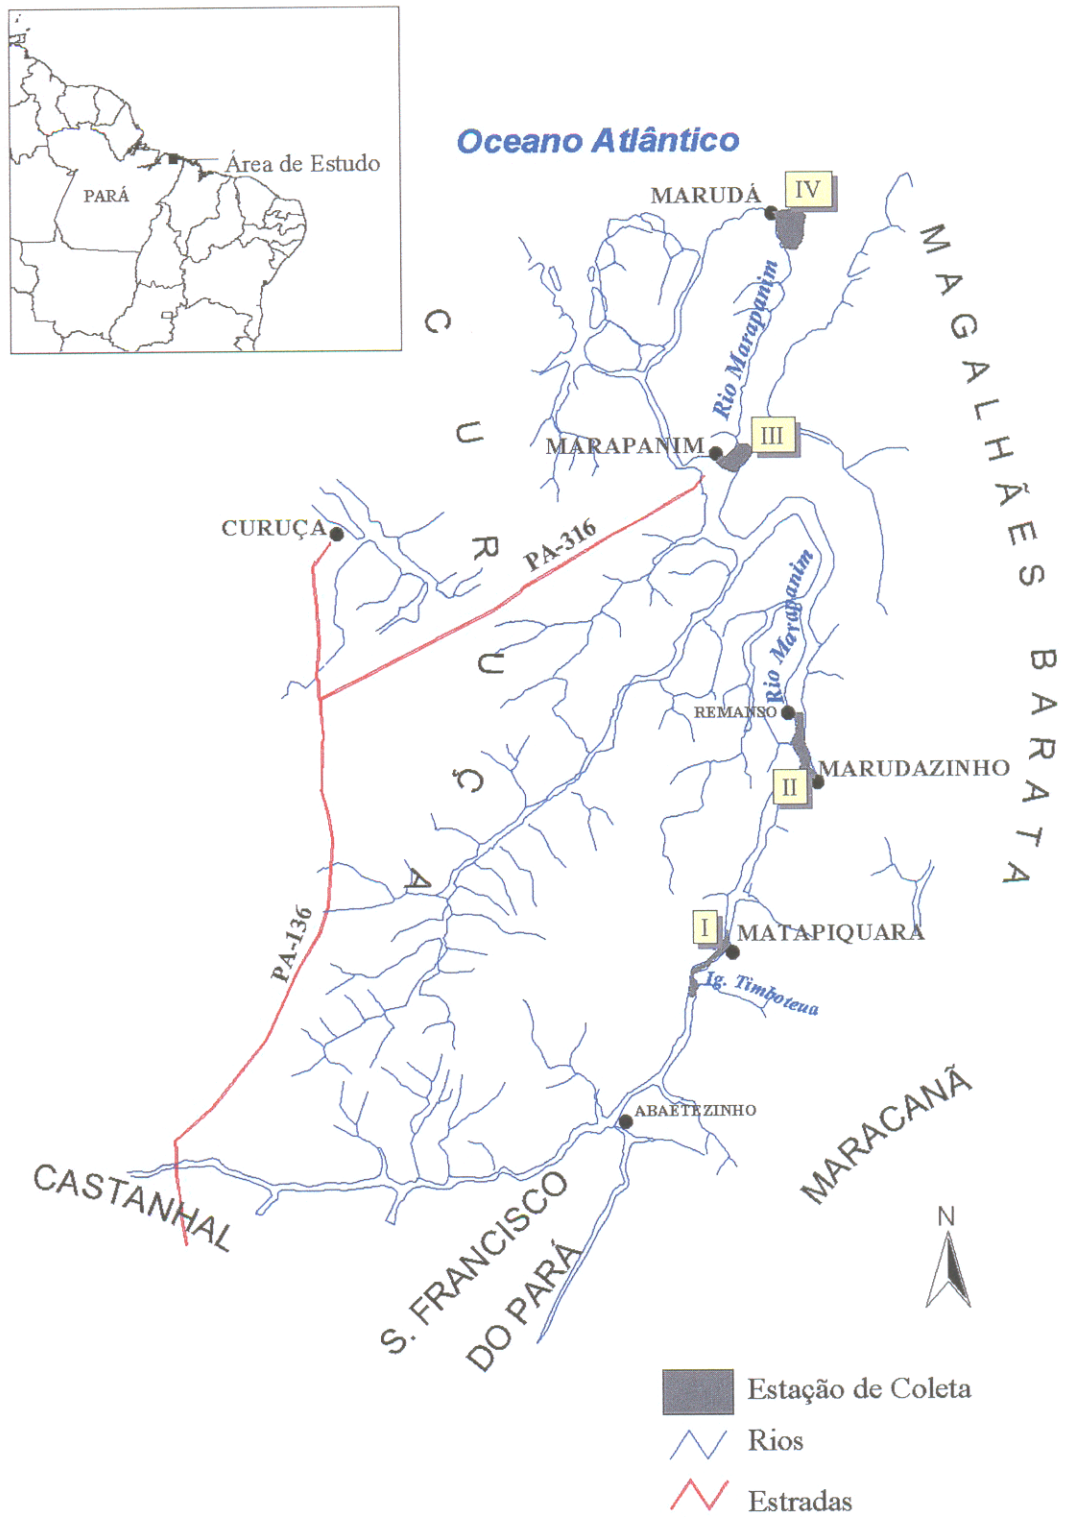 Área de Estudo
PARÁ
Oceano Atlântico
MARUDÁ
IV
Rio Marapanim
MARAPANIM
III
CURUÇA
PA-316
Rio Marapanim
REMANSO
MARUDAZINHO
II
CURUÇA
MAGALHÃES BARATA
PA-136
I
MATAPIQUARA
Ig. Timboteua
ABAETEZINHO
MARACANÃ
CASTANHAL
S. FRANCISCO
DO PARÁ
N
Estação de Coleta
Rios
Estradas